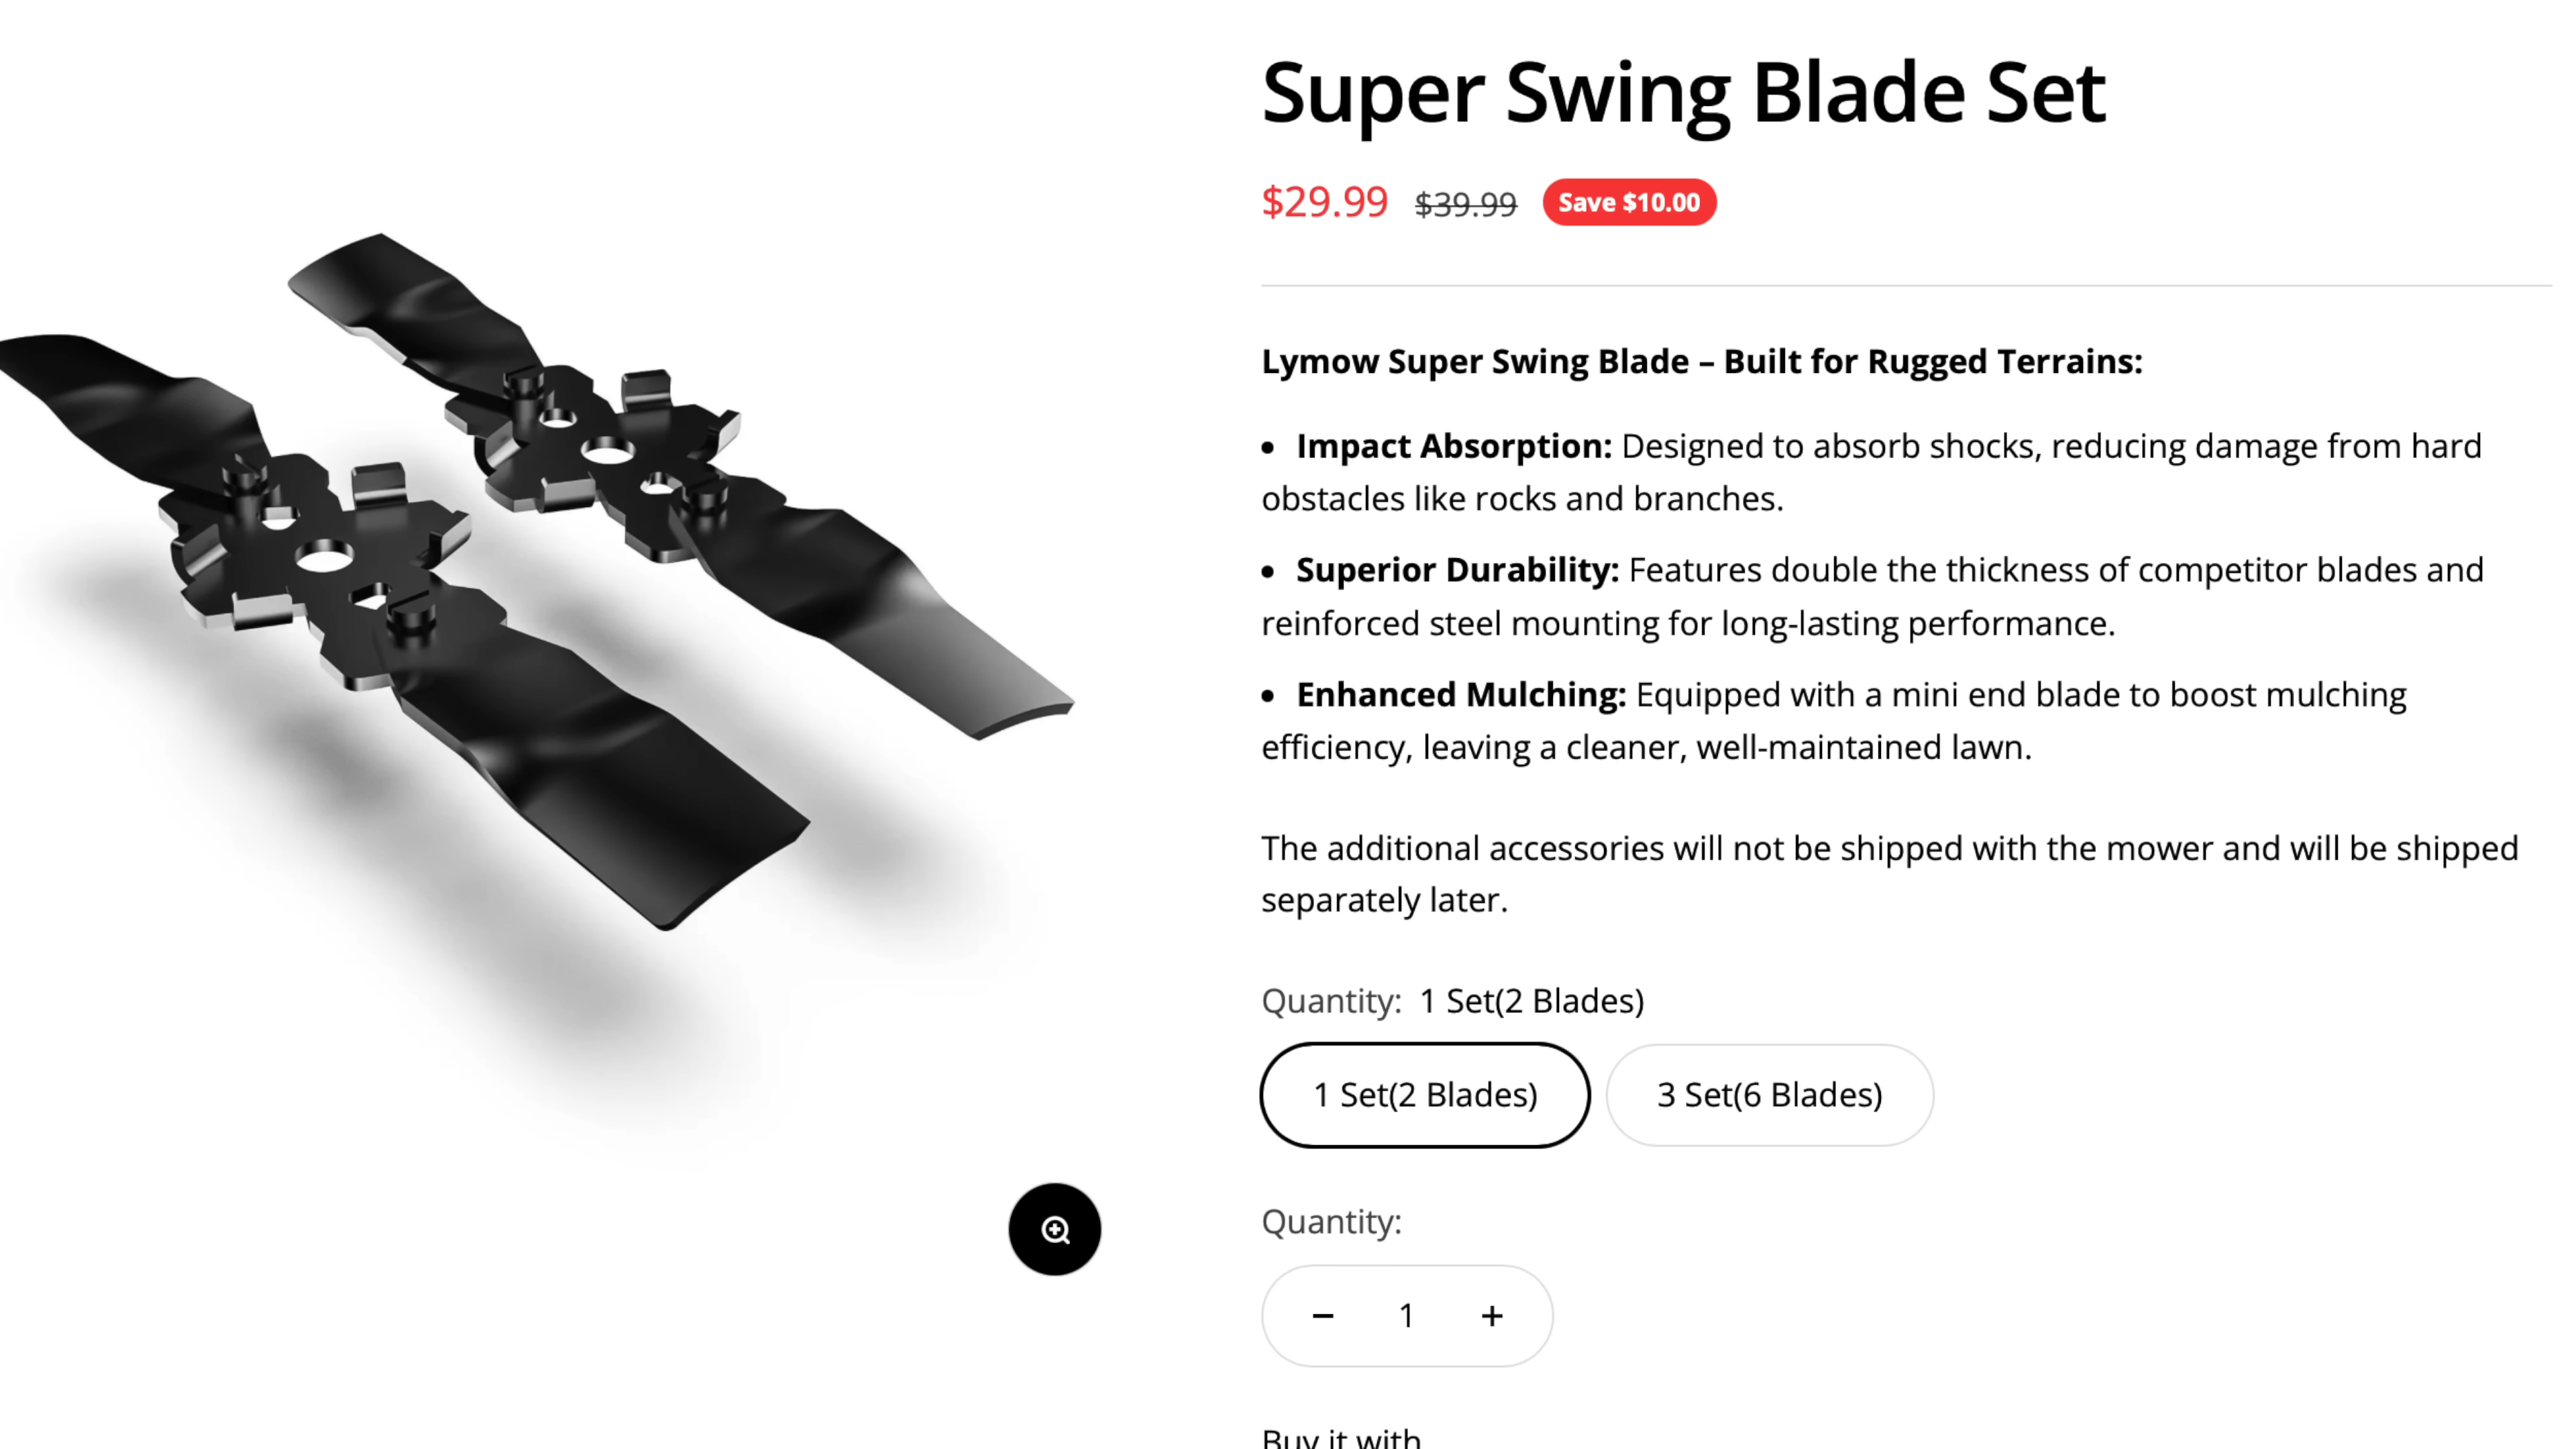 Super Swing Blade Set
$29.99 $39.99 Save $10.00
Lymow Super Swing Blade – Built for Rugged Terrains:
• Impact Absorption: Designed to absorb shocks, reducing damage from hard
obstacles like rocks and branches.
• Superior Durability: Features double the thickness of competitor blades and
reinforced steel mounting for long-lasting performance.
• Enhanced Mulching: Equipped with a mini end blade to boost mulching
efficiency, leaving a cleaner, well-maintained lawn.
The additional accessories will not be shipped with the mower and will be shipped
separately later.
Quantity: 1 Set(2 Blades)
1 Set(2 Blades) 3 Set(6 Blades)
Quantity:
− 1 +
Buy it with